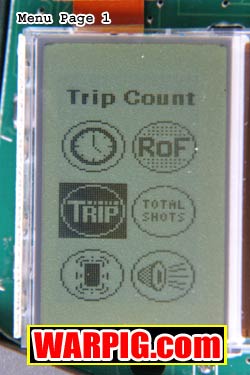 Menu Page 1
Trip Count
RoF
TRIP
TOTAL
SHOTS
WARPIG.com